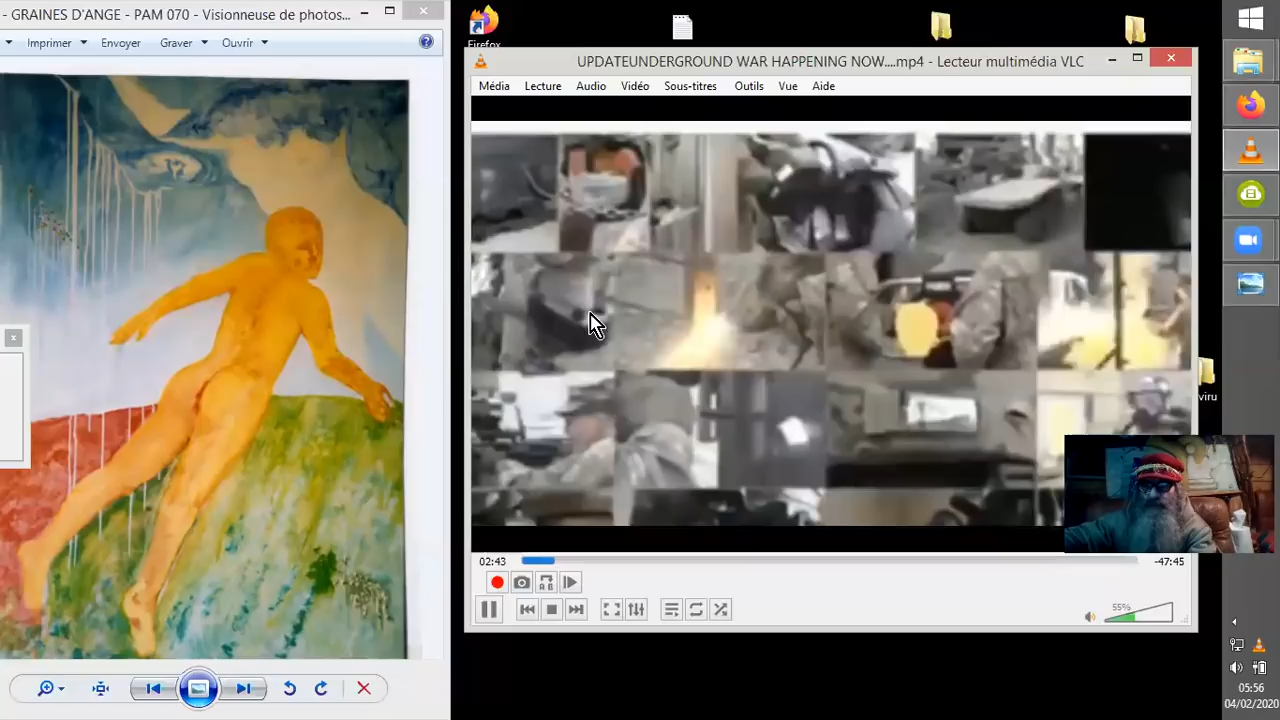 - GRAINES D'ANGE - PAM 070 - Visionneuse de photos...
Imprimer Envoyer Graver Ouvrir
Firefox
UPDATEUNDERGROUND WAR HAPPENING NOW....mp4 - Lecteur multimédia VLC
Média Lecture Audio Vidéo Sous-titres Outils Vue Aide
viru
02:43 -47:45
55%
05:56
04/02/2020